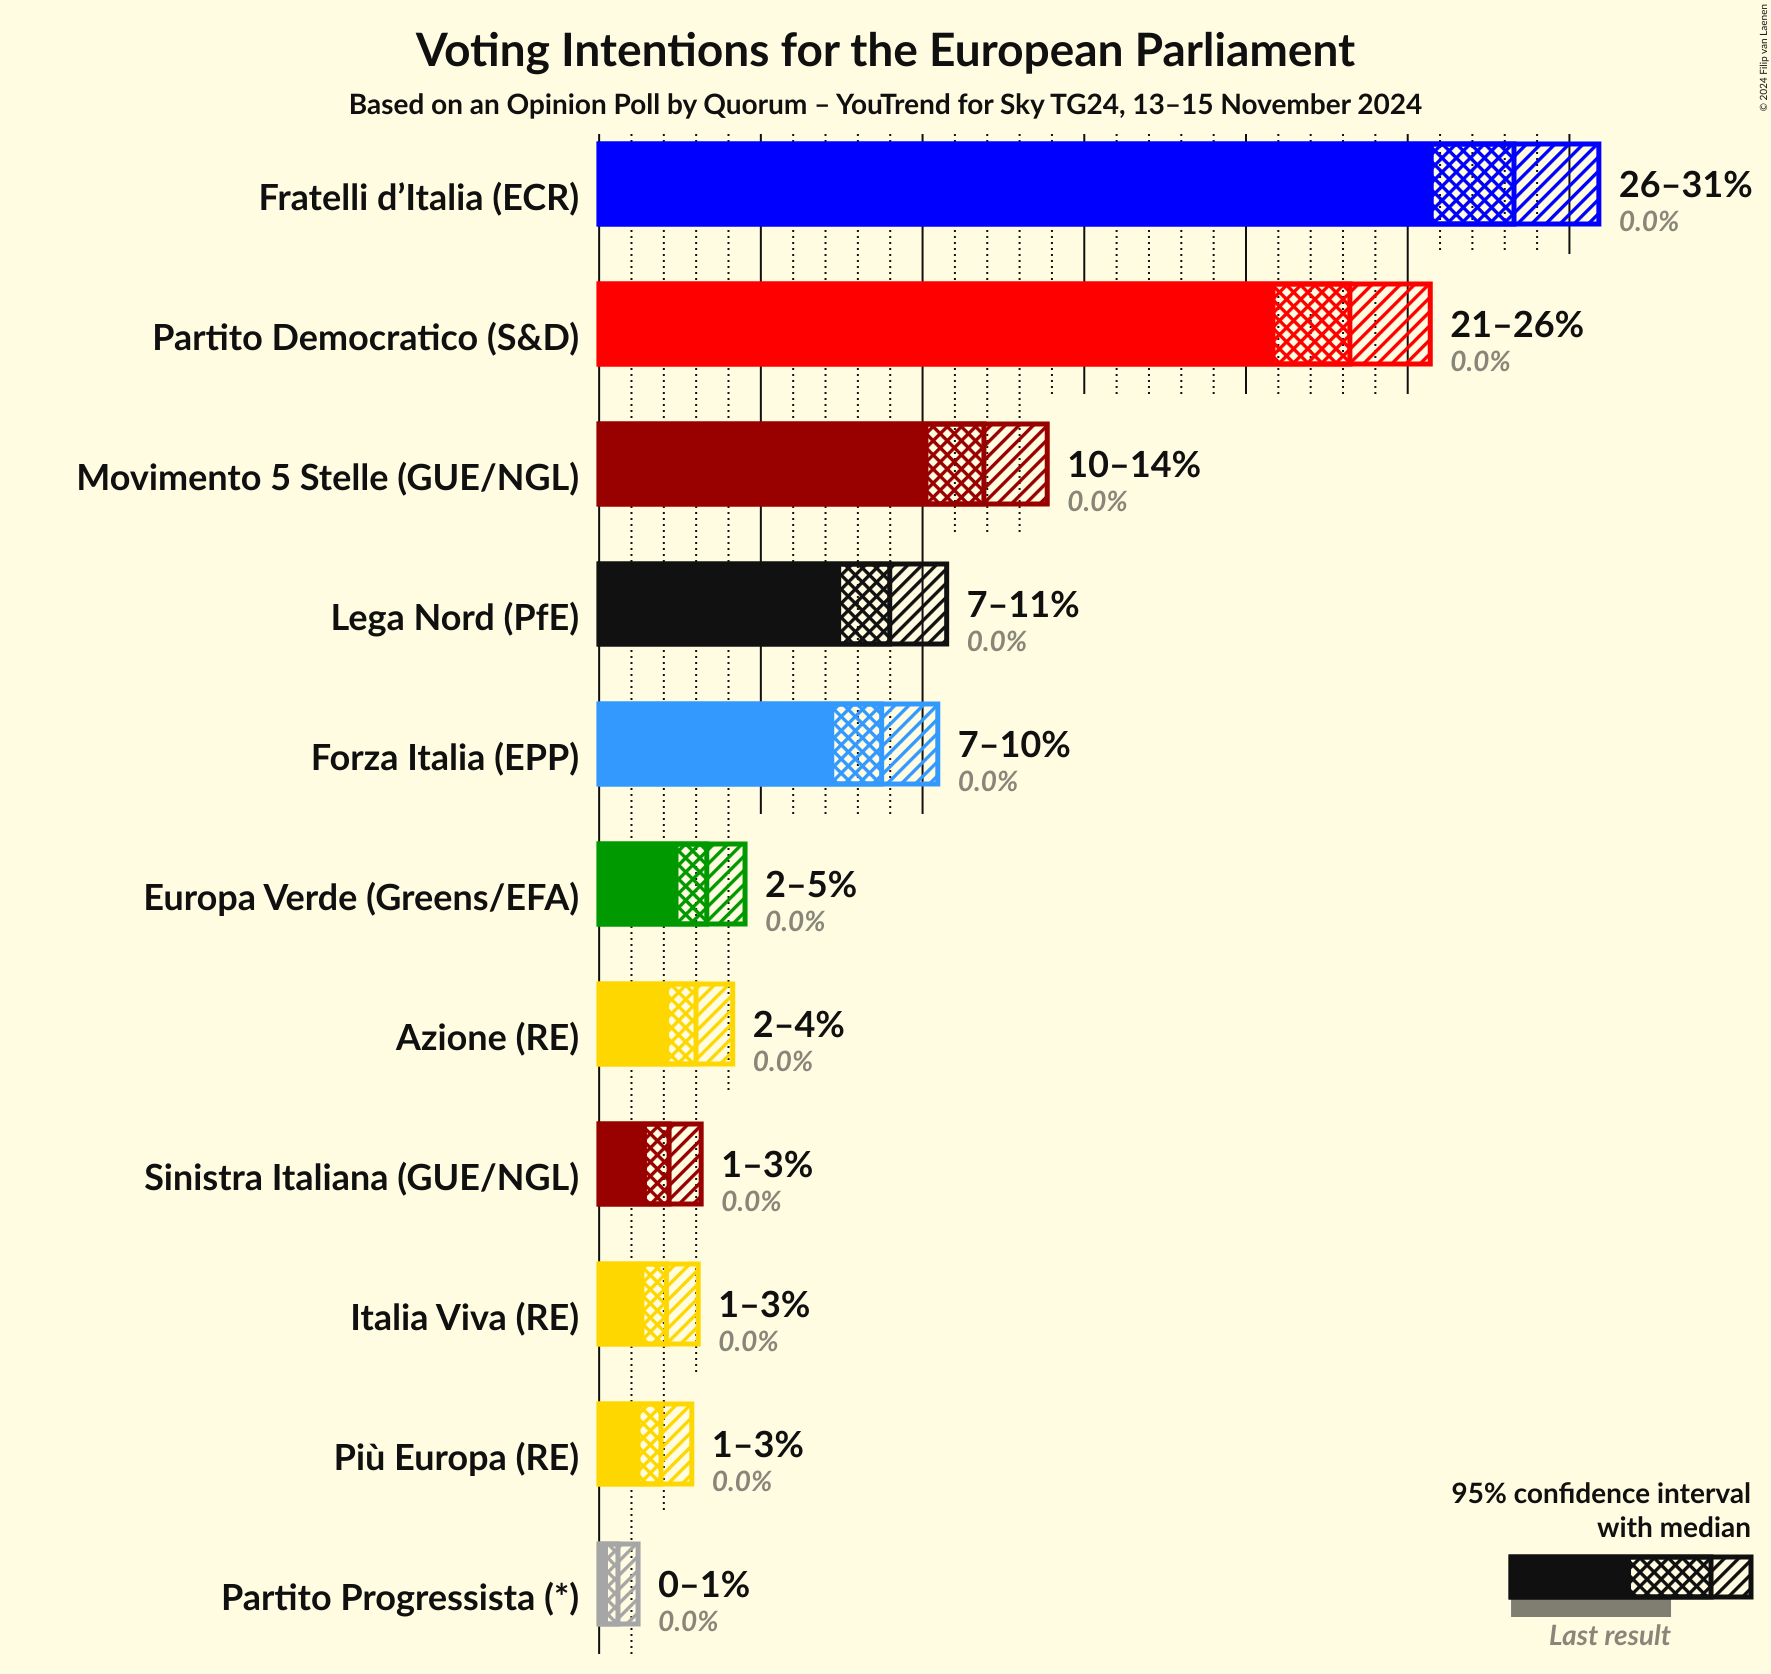 Voting Intentions for the European Parliament
Based on an Opinion Poll by Quorum – YouTrend for Sky TG24, 13–15 November 2024
© 2024 Filip van Laenen
Fratelli d’Italia (ECR)
26–31%
0.0%
Partito Democratico (S&D)
21–26%
0.0%
Movimento 5 Stelle (GUE/NGL)
10–14%
0.0%
Lega Nord (PfE)
7–11%
0.0%
Forza Italia (EPP)
7–10%
0.0%
Europa Verde (Greens/EFA)
2–5%
0.0%
Azione (RE)
2–4%
0.0%
Sinistra Italiana (GUE/NGL)
1–3%
0.0%
Italia Viva (RE)
1–3%
0.0%
Più Europa (RE)
1–3%
0.0%
Partito Progressista (*)
0–1%
0.0%
95% confidence interval
with median
Last result